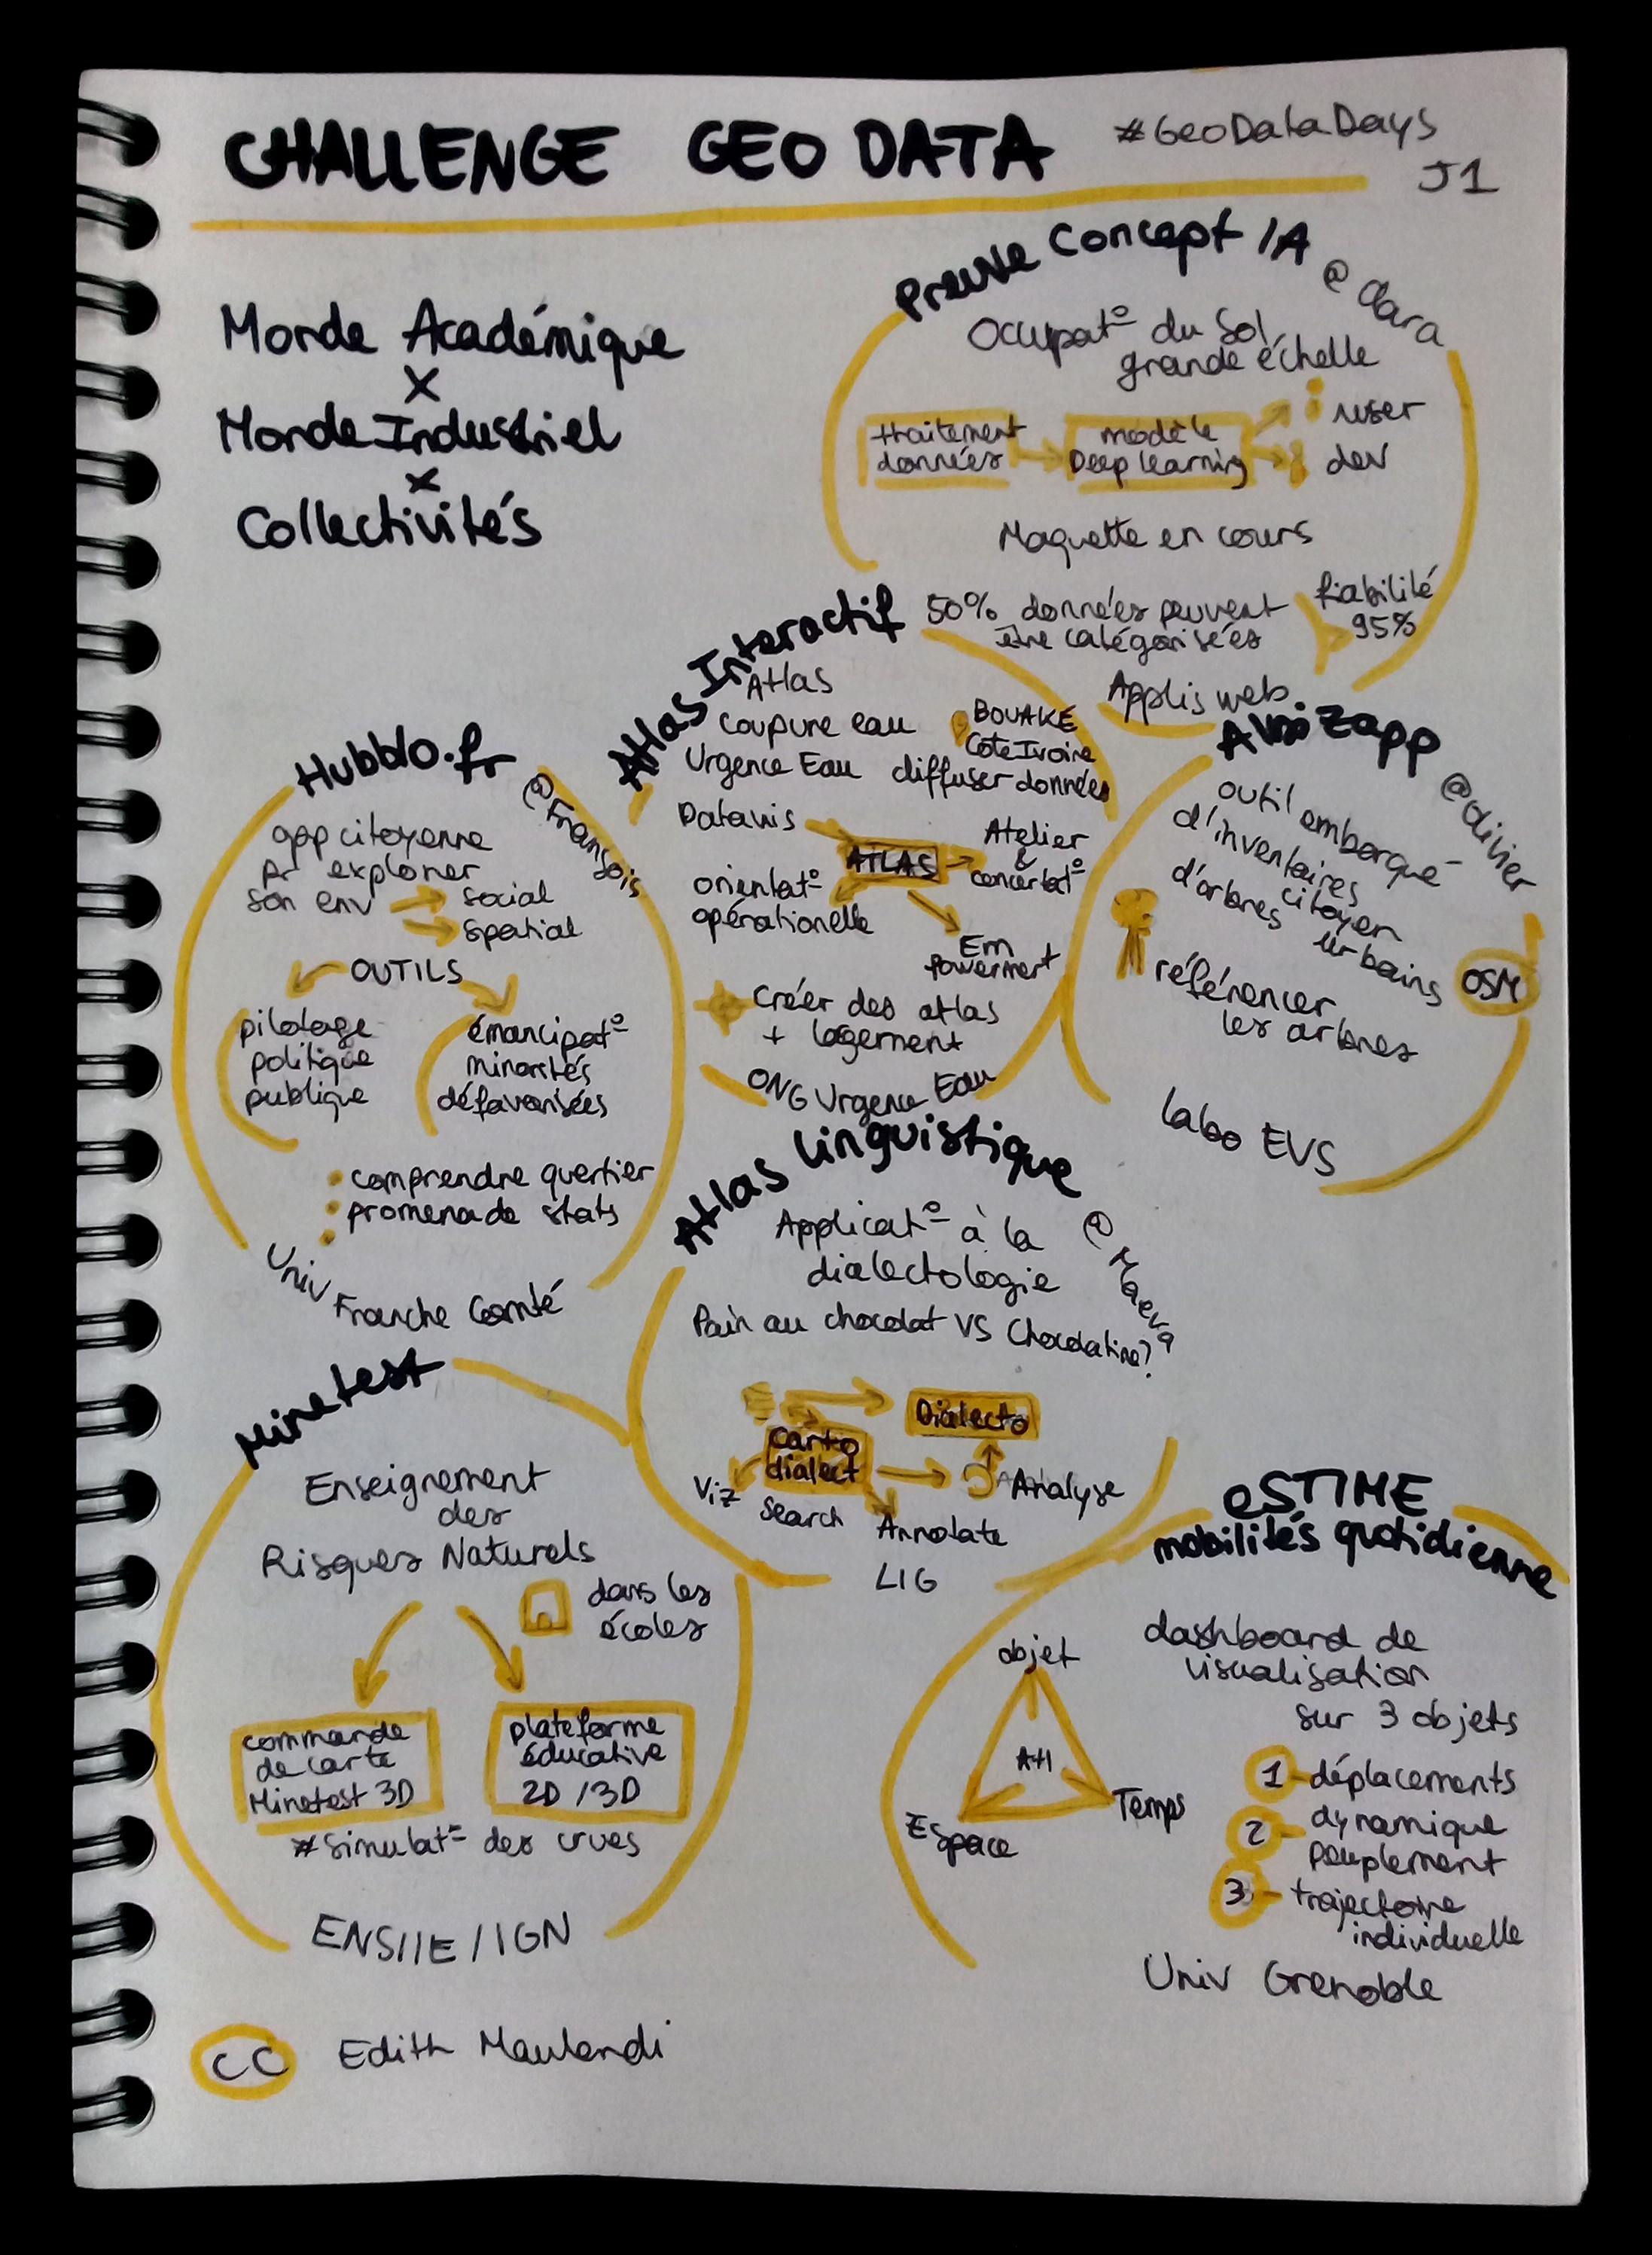 CHALLENGE GEO DATA
#GeoDataDays
J1
Monde Académique
X
Monde Industriel
x
Collectivités
Preuve Concept IA
@Clara
Occupat° du Sol
grande échelle
traitement
données
modèle
Deep learning
user
dev
Maquette en cours
50% données peuvent
être catégorisées
fiabilité
95%
Applis web
Atlas Interactif
Atlas
coupure eau
Urgence Eau
BOUAKÉ
Côte Ivoire
diffuser données
Datavis
ATLAS
Atelier
&
concertat°
orientat°
opérationelle
Em
powerment
Créer des atlas
+ logement
ONG Urgence Eau
@olivier
outil embarqué
d'inventaires
citoyen
d'arbres
urbains
OSM
référencer
les arbres
Labo EVS
Hubblo.fr
@François
citoyenne
pr explorer
son env
social
spatial
OUTILS
pilotage
politique
publique
émancipat°
minorités
défavorisées
comprendre quartier
promenade stats
Univ Franche Comté
Atlas Linguistique
@Maeva
Applicat° à la
dialectologie
Pain au chocolat VS Chocolatine?
Dialecto
Carto
dialect
Viz
Search
Annotate
Analyse
LIG
Minetest
Enseignement
des
Risques Naturels
dans les
écoles
commande
de carte
Minetest 3D
plateforme
éducative
2D / 3D
#Simulat° des crues
ENSIIE / IGN
eSTIME
mobilités quotidienne
dashboard de
visualisation
sur 3 objets
objet
Espace
Temps
1 - déplacements
2 - dynamique
peuplement
3 - trajectoire
individuelle
Univ Grenoble
CC Edith Maulandi